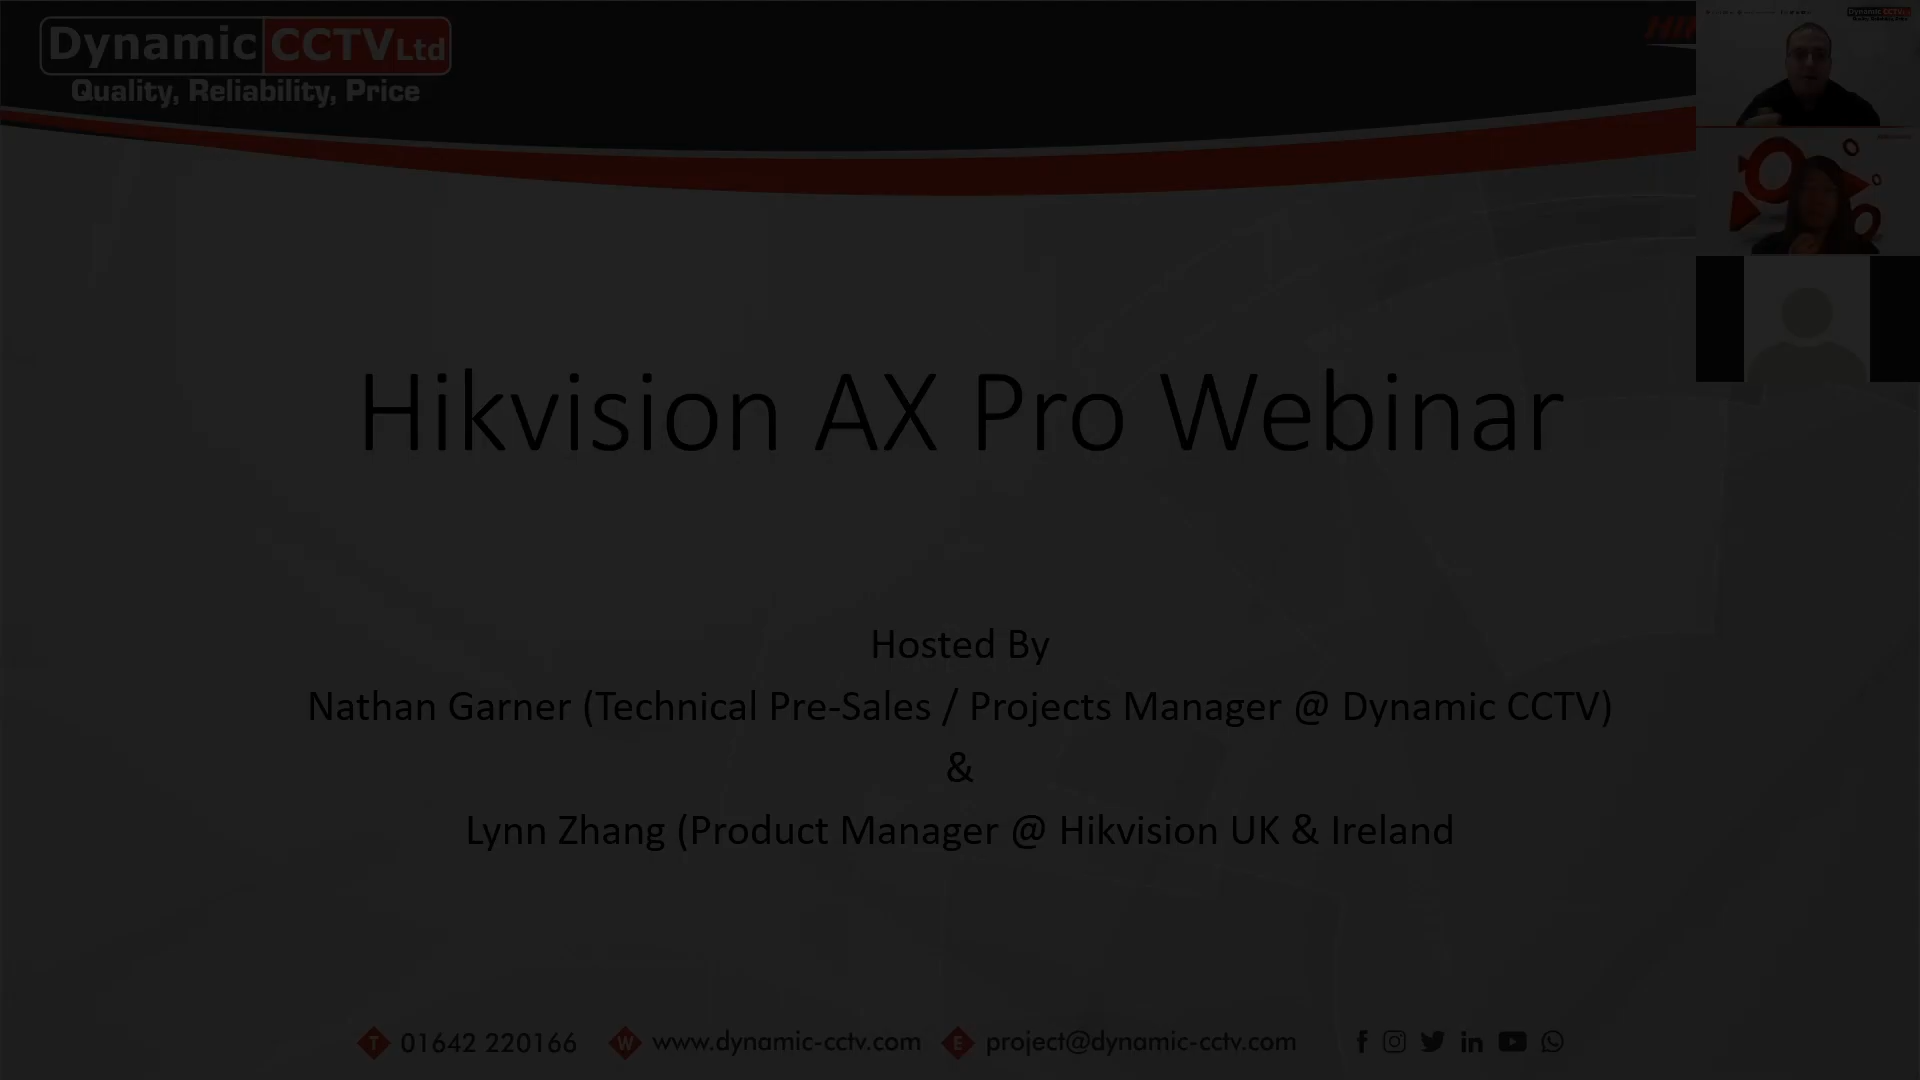 Dynamic CCTV Ltd
Quality, Reliability, Price
Hikvision AX Pro Webinar
Hosted By
Nathan Garner (Technical Pre-Sales / Projects Manager @ Dynamic CCTV)
&
Lynn Zhang (Product Manager @ Hikvision UK & Ireland
T 01642 220166 W www.dynamic-cctv.com E project@dynamic-cctv.com